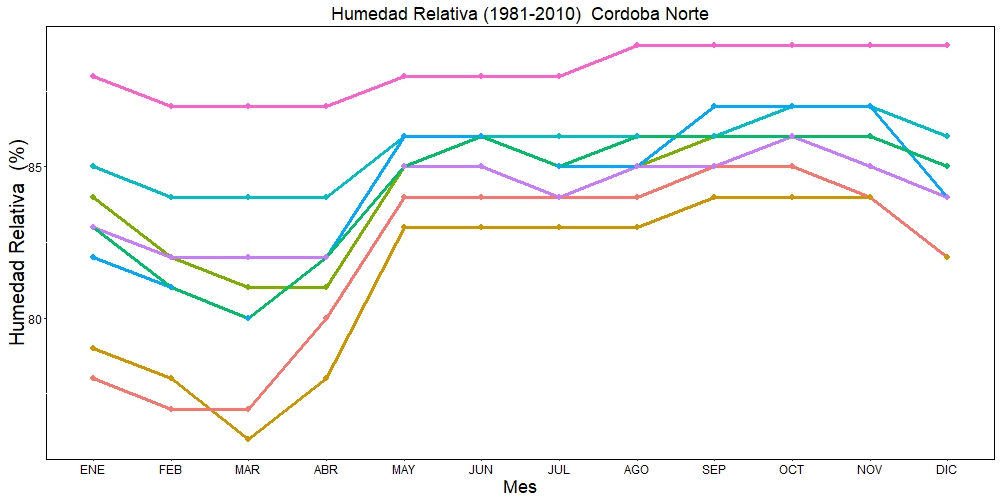 Humedad Relativa (1981-2010)  Cordoba Norte
Humedad Relativa  (%)
85
80
ENE FEB MAR ABR MAY JUN JUL AGO SEP OCT NOV DIC
Mes